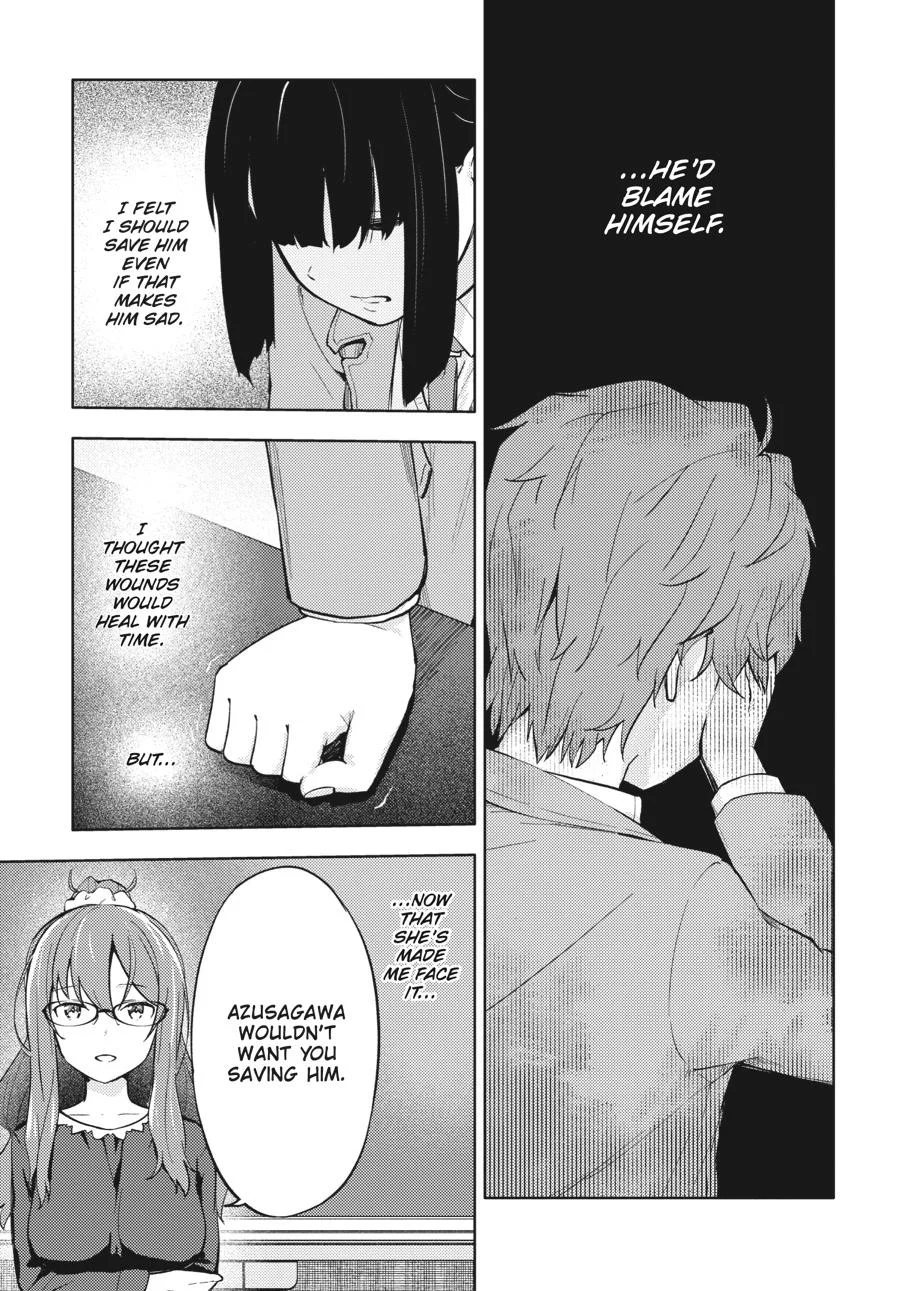 ...HE'D
BLAME
HIMSELF.
I FELT
I SHOULD
SAVE HIM
EVEN
IF THAT
MAKES
HIM SAD.
I
THOUGHT
THESE
WOUNDS
WOULD
HEAL WITH
TIME.
BUT...
...NOW
THAT
SHE'S
MADE
ME FACE
IT...
AZUSAGAWA
WOULDN'T
WANT YOU
SAVING HIM.